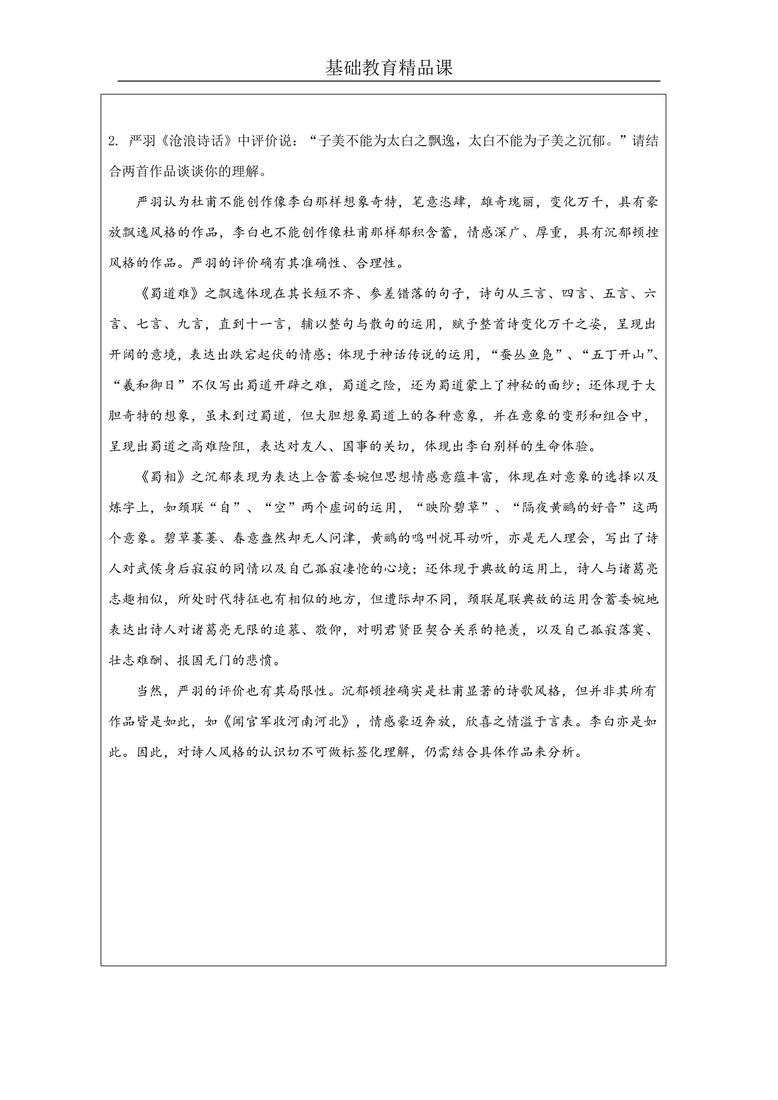 基础教育精品课
2. 严羽《沧浪诗话》中评价说：“子美不能为太白之飘逸，太白不能为子美之沉郁。”请结
合两首作品谈谈你的理解。
严羽认为杜甫不能创作像李白那样想象奇特，笔意恣肆，雄奇瑰丽，变化万千，具有豪
放飘逸风格的作品，李白也不能创作像杜甫那样郁积含蓄，情感深广、厚重，具有沉郁顿挫
风格的作品。严羽的评价确有其准确性、合理性。
《蜀道难》之飘逸体现在其长短不齐、参差错落的句子，诗句从三言、四言、五言、六
言、七言、九言，直到十一言，辅以整句与散句的运用，赋予整首诗变化万千之姿，呈现出
开阔的意境，表达出跌宕起伏的情感；体现于神话传说的运用，“蚕丛鱼凫”、“五丁开山”、
“羲和御日”不仅写出蜀道开辟之难，蜀道之险，还为蜀道蒙上了神秘的面纱；还体现于大
胆奇特的想象，虽未到过蜀道，但大胆想象蜀道上的各种意象，并在意象的变形和组合中，
呈现出蜀道之高难险阻，表达对友人、国事的关切，体现出李白别样的生命体验。
《蜀相》之沉郁表现为表达上含蓄委婉但思想情感意蕴丰富，体现在对意象的选择以及
炼字上，如颈联“自”、“空”两个虚词的运用，“映阶碧草”、“隔夜黄鹂的好音”这两
个意象。碧草萋萋、春意盎然却无人问津，黄鹂的鸣叫悦耳动听，亦是无人理会，写出了诗
人对武侯身后寂寂的同情以及自己孤寂凄怆的心境；还体现于典故的运用上，诗人与诸葛亮
志趣相似，所处时代特征也有相似的地方，但遭际却不同，颈联尾联典故的运用含蓄委婉地
表达出诗人对诸葛亮无限的追慕、敬仰，对明君贤臣契合关系的艳羡，以及自己孤寂落寞、
壮志难酬、报国无门的悲愤。
当然，严羽的评价也有其局限性。沉郁顿挫确实是杜甫显著的诗歌风格，但并非其所有
作品皆是如此，如《闻官军收河南河北》，情感豪迈奔放，欣喜之情溢于言表。李白亦是如
此。因此，对诗人风格的认识切不可做标签化理解，仍需结合具体作品来分析。